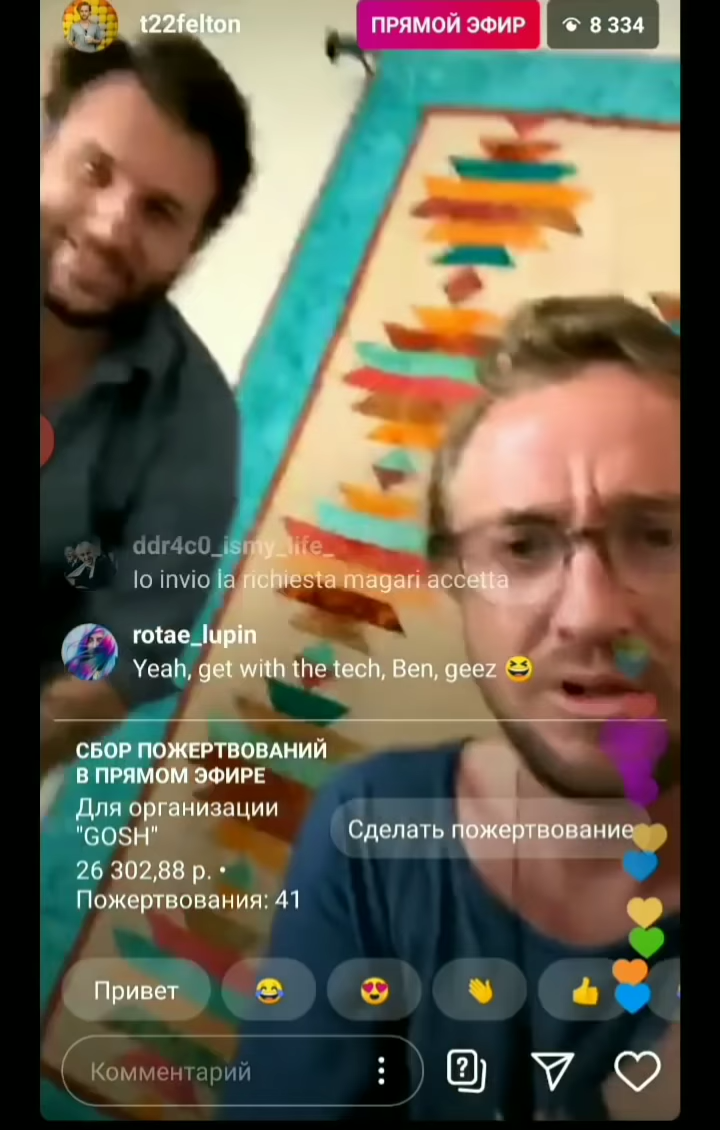 t22felton
ПРЯМОЙ ЭФИР
8 334
ddr4c0_ismy_life_
Io invio la richiesta magari accetta
rotae_lupin
Yeah, get with the tech, Ben, geez 😆
СБОР ПОЖЕРТВОВАНИЙ
В ПРЯМОМ ЭФИРЕ
Для организации
"GOSH"
26 302,88 р. •
Пожертвования: 41
Сделать пожертвование
Привет
Комментарий